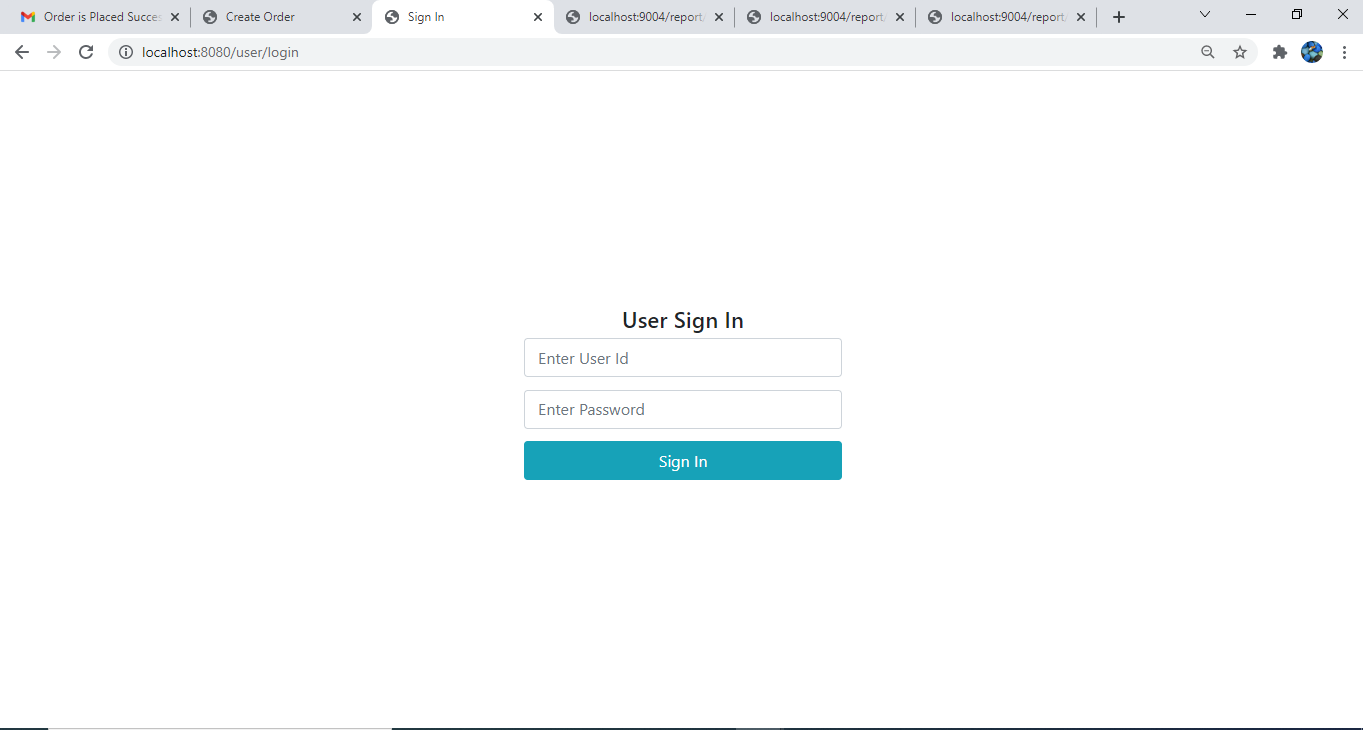 Order is Placed Succes
Create Order
Sign In
localhost:9004/report/
localhost:9004/report/
localhost:9004/report/
localhost:8080/user/login
User Sign In
Enter User Id
Enter Password
Sign In